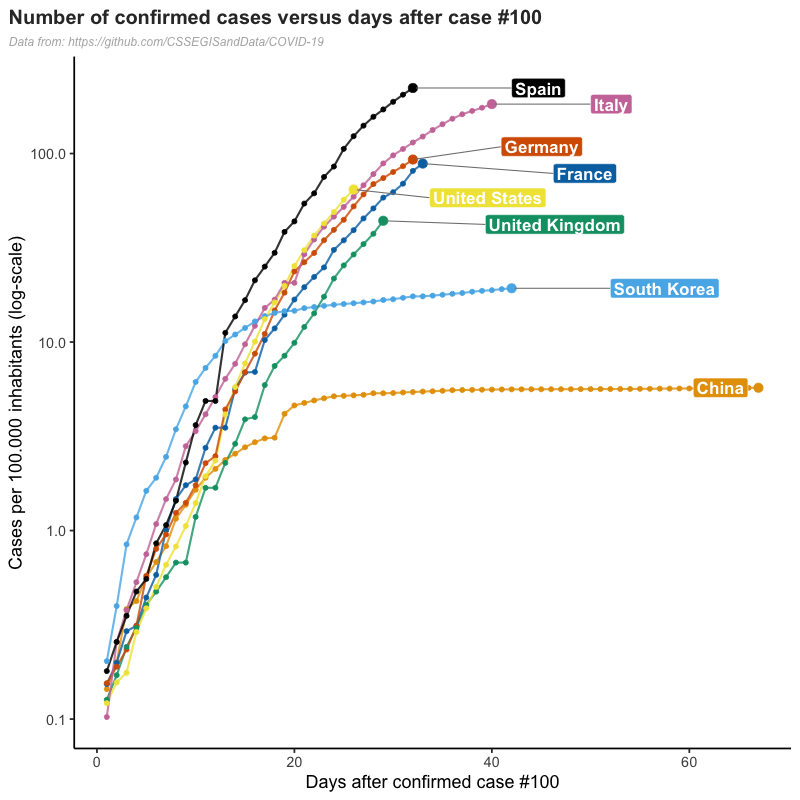 Number of confirmed cases versus days after case #100
Data from: https://github.com/CSSEGISandData/COVID-19
Cases per 100.000 inhabitants (log-scale)
100.0
10.0
1.0
0.1
Spain
Italy
Germany
France
United States
United Kingdom
South Korea
China
0
20
40
60
Days after confirmed case #100